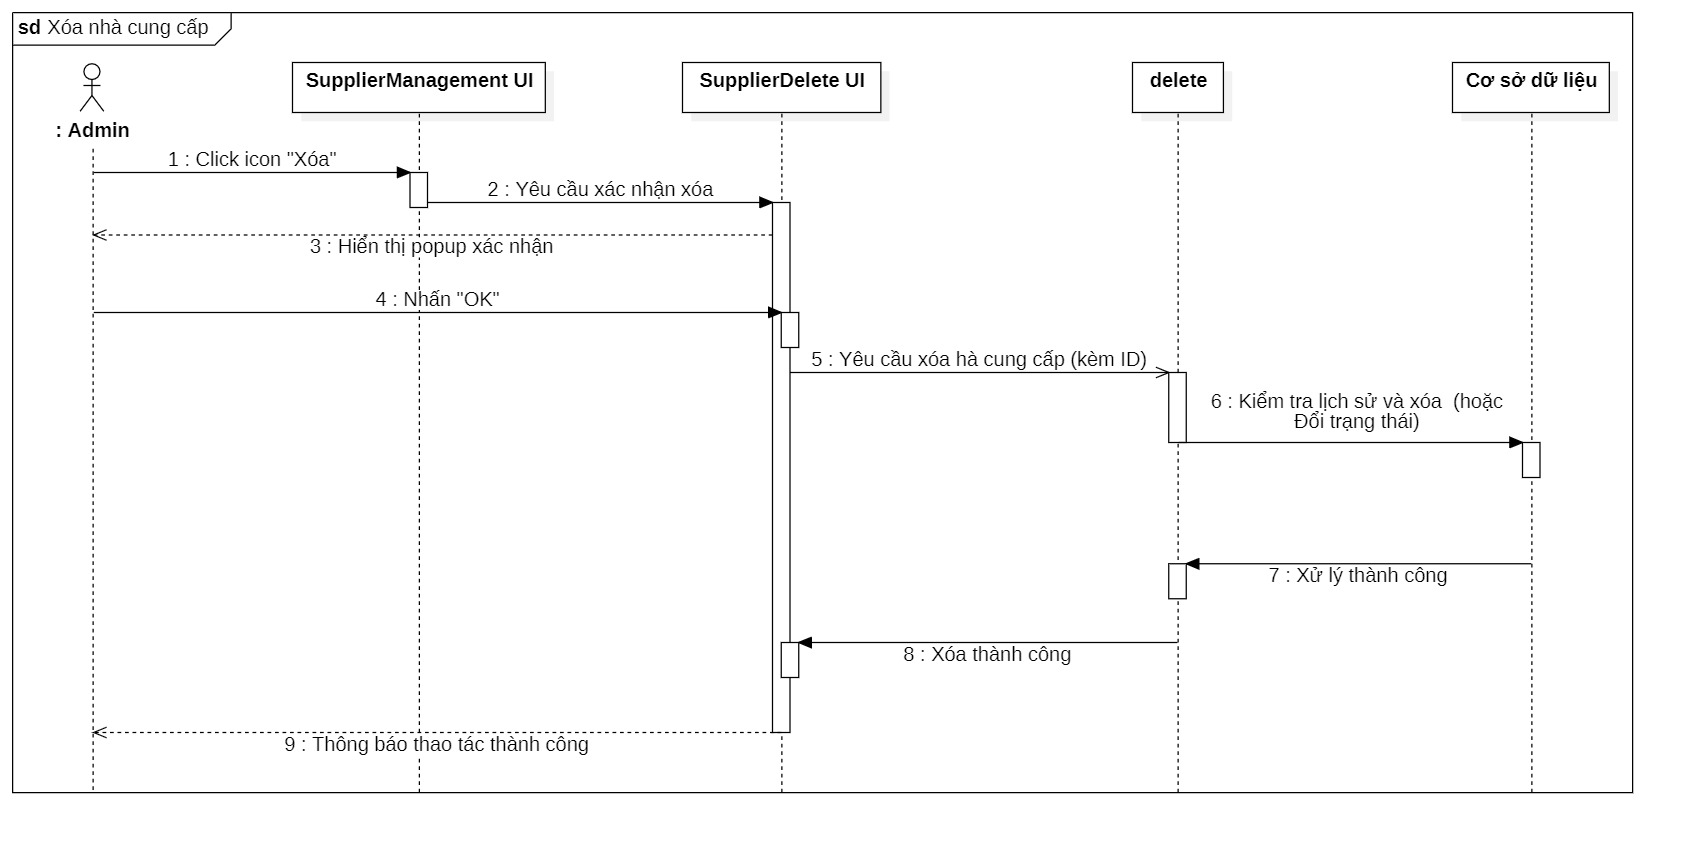 sd Xóa nhà cung cấp
SupplierManagement UI
SupplierDelete UI
delete
Cơ sở dữ liệu
: Admin
1 : Click icon "Xóa"
2 : Yêu cầu xác nhận xóa
3 : Hiển thị popup xác nhận
4 : Nhấn "OK"
5 : Yêu cầu xóa hà cung cấp (kèm ID)
6 : Kiểm tra lịch sử và xóa  (hoặc
Đổi trạng thái)
7 : Xử lý thành công
8 : Xóa thành công
9 : Thông báo thao tác thành công